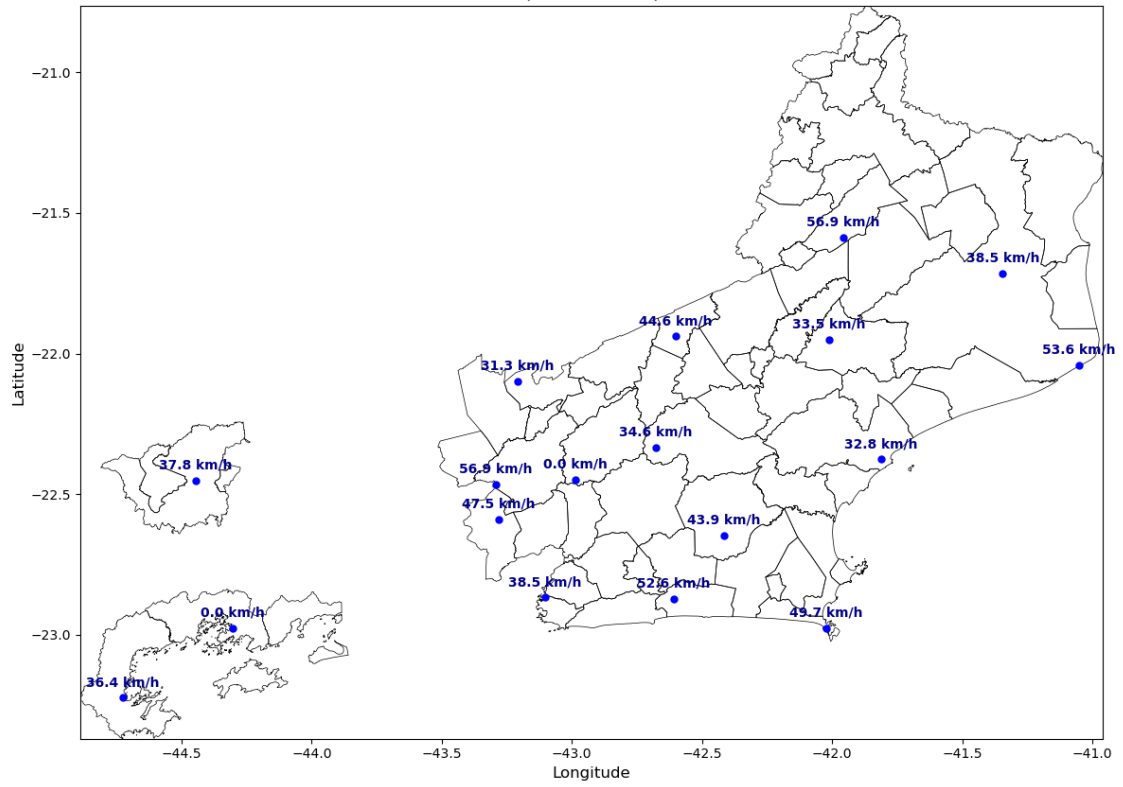 −21.0
−21.5
56.9 km/h
38.5 km/h
44.6 km/h
33.5 km/h
−22.0
53.6 km/h
31.3 km/h
34.6 km/h
32.8 km/h
37.8 km/h
56.9 km/h
0.0 km/h
−22.5
47.5 km/h
43.9 km/h
38.5 km/h
52.6 km/h
0.0 km/h
49.7 km/h
−23.0
36.4 km/h
Latitude
−44.5 −44.0 −43.5 −43.0 −42.5 −42.0 −41.5 −41.0
Longitude